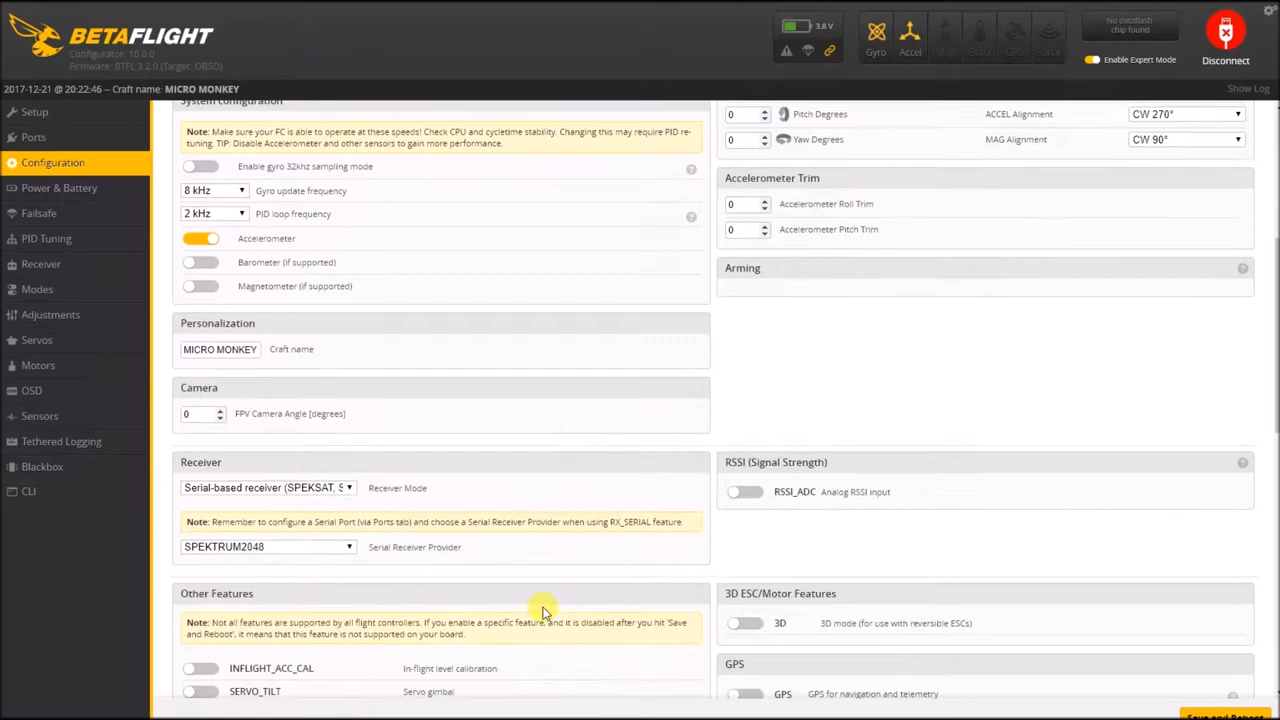 BETAFLIGHT
Configurator: 10.0.0
Firmware: BTFL 3.2.0 (Target: OBSD)
3.8 V
Gyro
Accel
No dataflash
chip found
Enable Expert Mode
Disconnect
2017-12-21 @ 20:22:46 -- Craft name: MICRO MONKEY
Show Log
Setup
Ports
Configuration
Power & Battery
Failsafe
PID Tuning
Receiver
Modes
Adjustments
Servos
Motors
OSD
Sensors
Tethered Logging
Blackbox
CLI
System configuration
Note: Make sure your FC is able to operate at these speeds! Check CPU and cycletime stability. Changing this may require PID re-
tuning. TIP: Disable Accelerometer and other sensors to gain more performance.
Enable gyro 32khz sampling mode
8 kHz Gyro update frequency
2 kHz PID loop frequency
Accelerometer
Barometer (if supported)
Magnetometer (if supported)
Personalization
MICRO MONKEY Craft name
Camera
0 FPV Camera Angle [degrees]
Receiver
Serial-based receiver (SPEKSAT, S Receiver Mode
Note: Remember to configure a Serial Port (via Ports tab) and choose a Serial Receiver Provider when using RX_SERIAL feature.
SPEKTRUM2048 Serial Receiver Provider
Other Features
Note: Not all features are supported by all flight controllers. If you enable a specific feature, and it is disabled after you hit 'Save
and Reboot', it means that this feature is not supported on your board.
INFLIGHT_ACC_CAL In-flight level calibration
SERVO_TILT Servo gimbal
0 Pitch Degrees ACCEL Alignment CW 270°
0 Yaw Degrees MAG Alignment CW 90°
Accelerometer Trim
0 Accelerometer Roll Trim
0 Accelerometer Pitch Trim
Arming
RSSI (Signal Strength)
RSSI_ADC Analog RSSI input
3D ESC/Motor Features
3D 3D mode (for use with reversible ESCs)
GPS
GPS GPS for navigation and telemetry
Save and Reboot